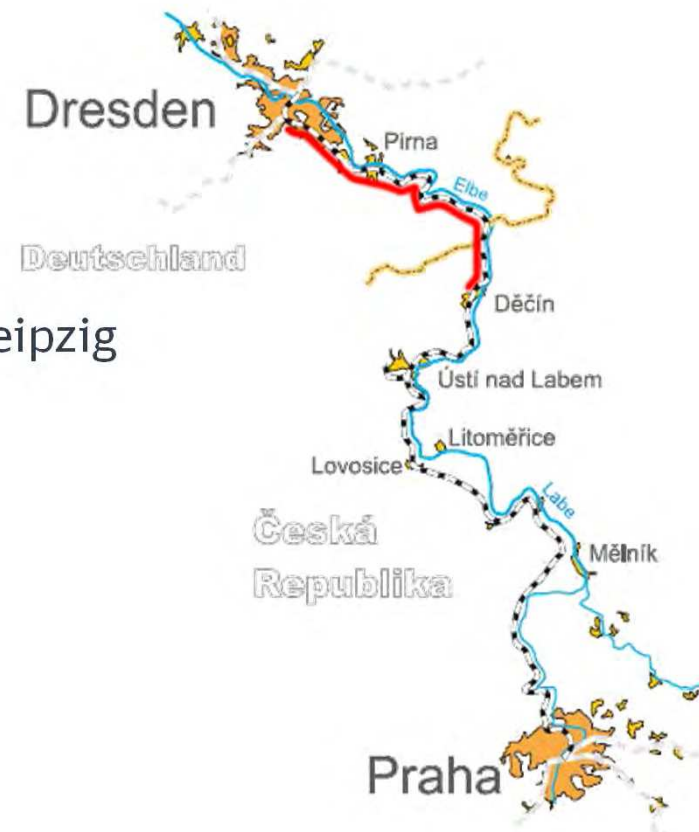 Dresden
Pirna
Elbe
Deutschland
Děčín
eipzig
Ústí nad Labem
Litoměřice
Lovosice
Labe
Česká
Republika
Mělník
Praha